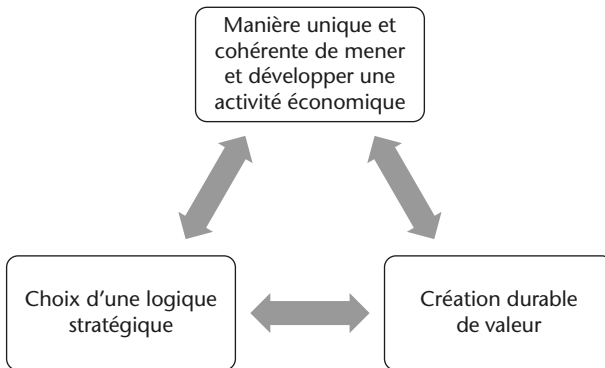 Manière unique et
cohérente de mener
et développer une
activité économique
Choix d’une logique
stratégique
Création durable
de valeur